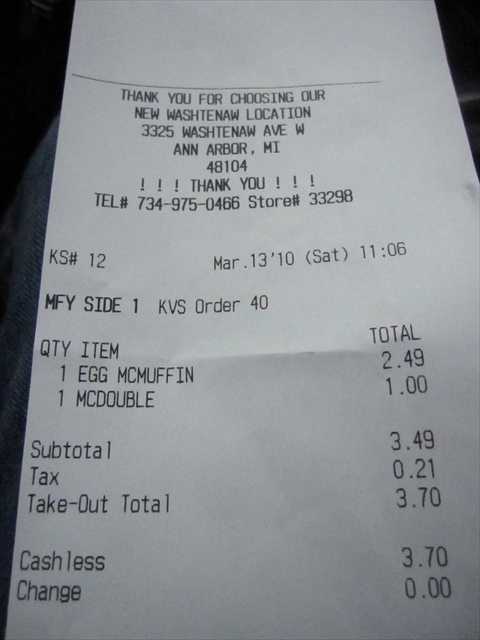 THANK YOU FOR CHOOSING OUR
NEW WASHTENAW LOCATION
3325 WASHTENAW AVE W
ANN ARBOR, MI
48104
! ! ! THANK YOU ! ! !
TEL# 734-975-0466 Store# 33298
KS# 12 Mar.13'10 (Sat) 11:06
MFY SIDE 1 KVS Order 40
QTY ITEM TOTAL
1 EGG MCMUFFIN 2.49
1 MCDOUBLE 1.00
Subtotal 3.49
Tax 0.21
Take-Out Total 3.70
Cashless 3.70
Change 0.00